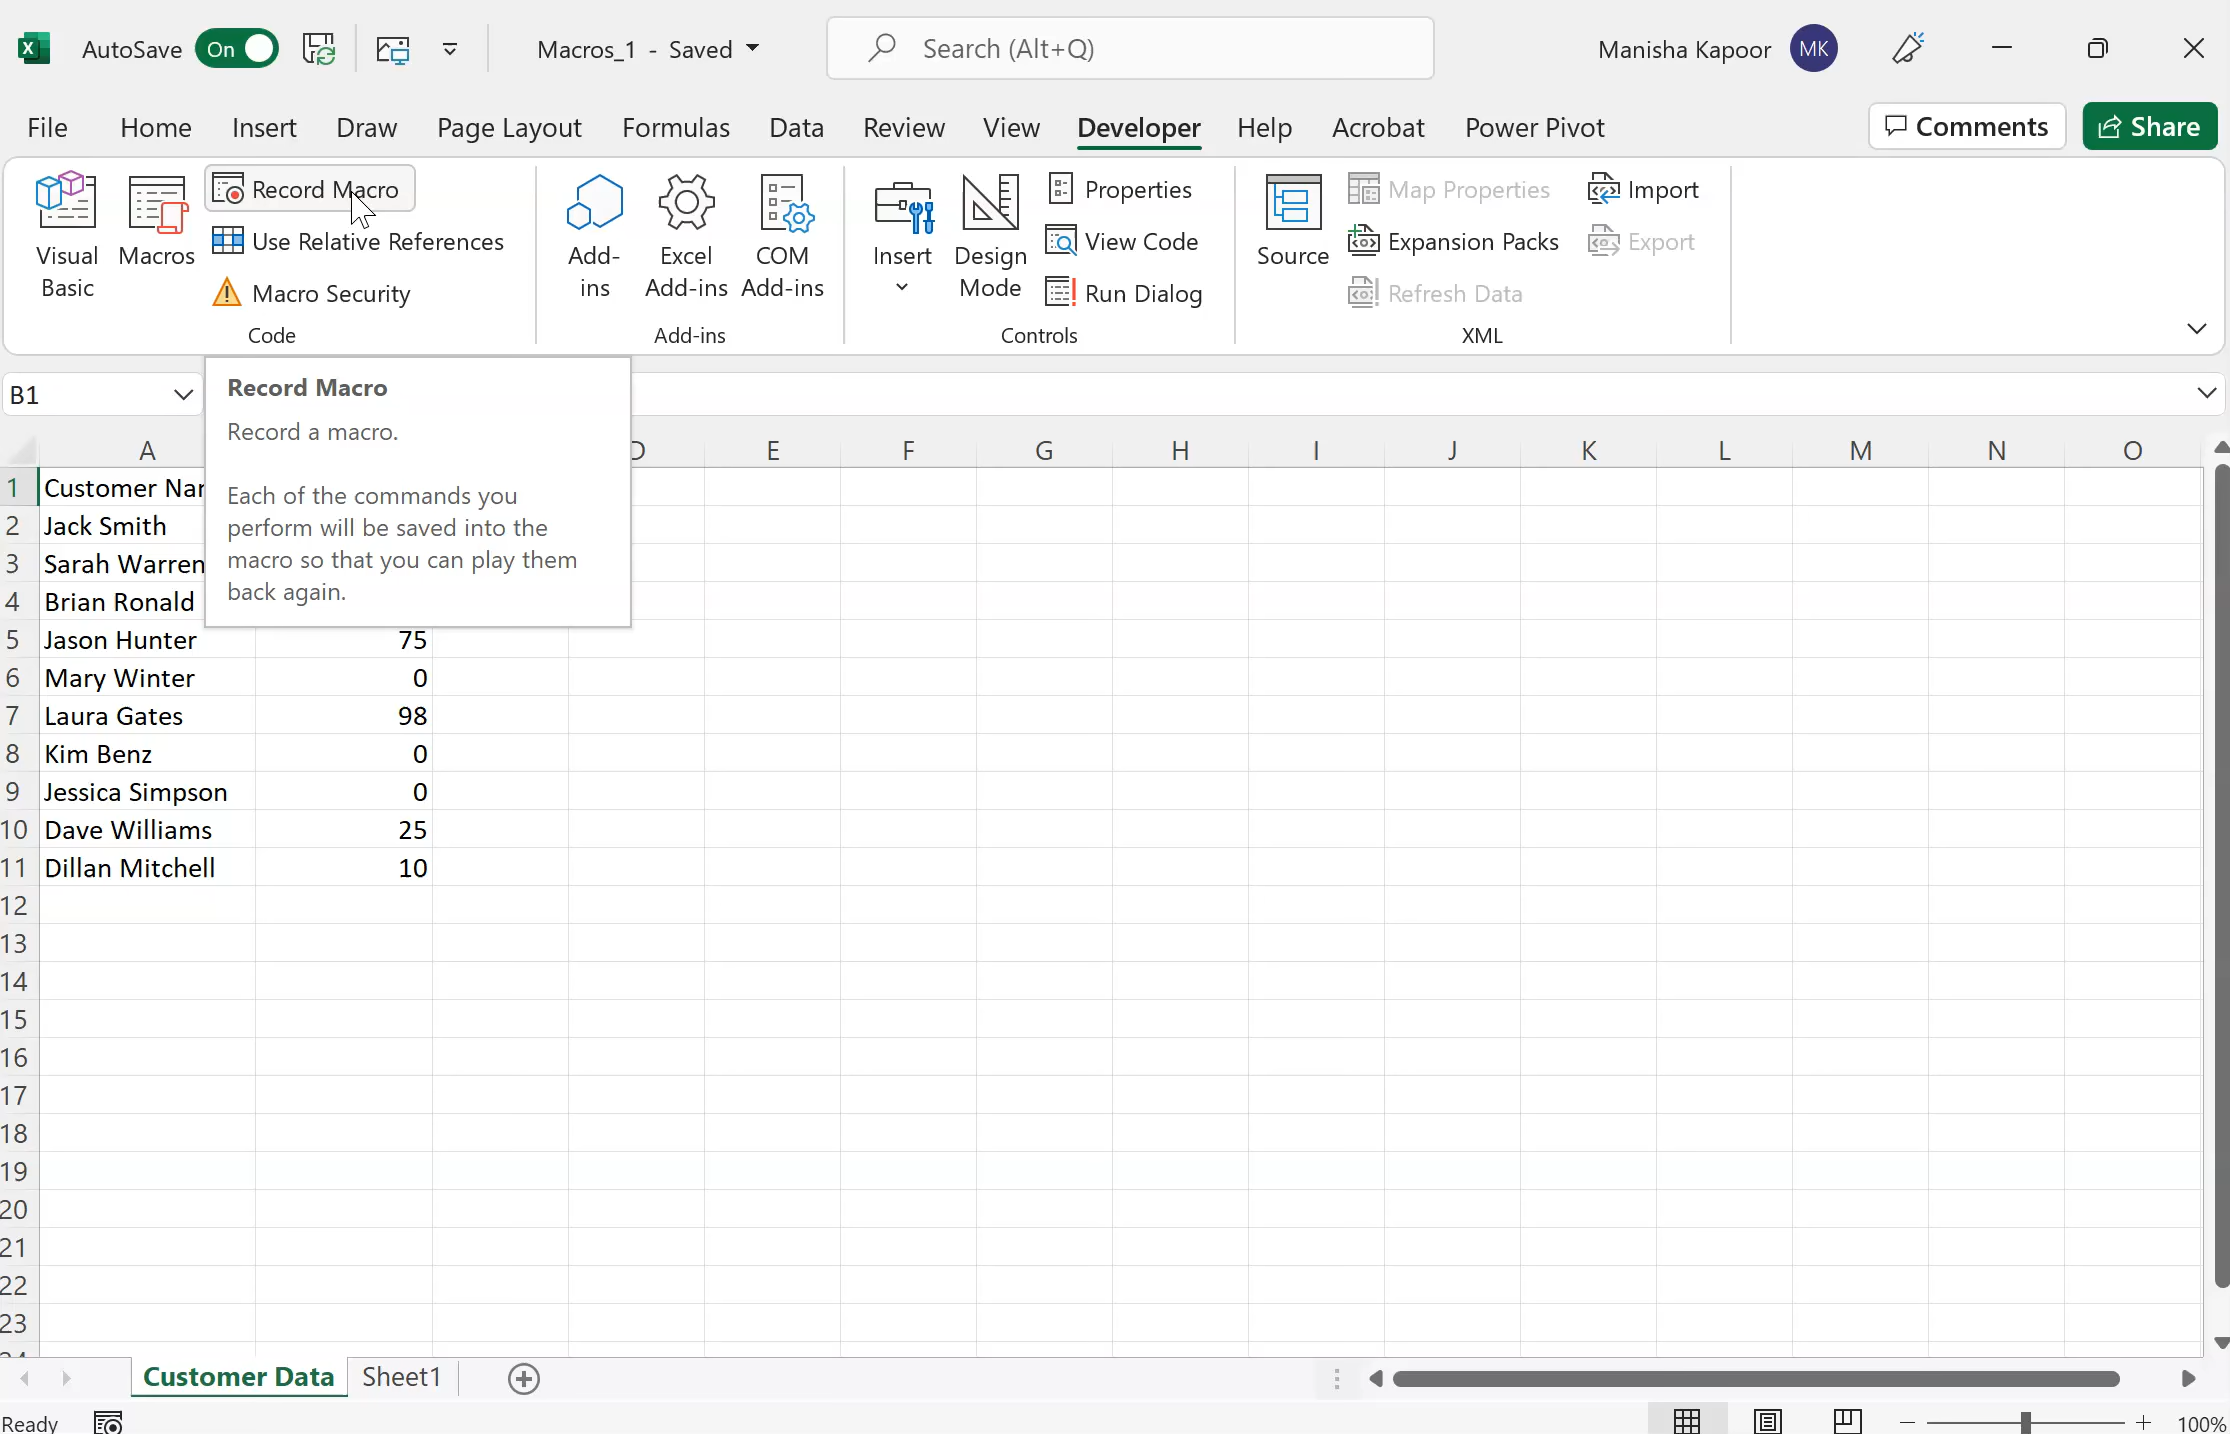 AutoSave On Macros_1 - Saved Search (Alt+Q) Manisha Kapoor MK
File Home Insert Draw Page Layout Formulas Data Review View Developer Help Acrobat Power Pivot Comments Share
Visual Basic
Macros
Record Macro
Use Relative References
Macro Security
Code
Add-ins
Excel Add-ins
COM Add-ins
Add-ins
Insert
Design Mode
Properties
View Code
Run Dialog
Controls
Source
Map Properties
Expansion Packs
Refresh Data
Import
Export
XML
B1
Record Macro
Record a macro.
Each of the commands you
perform will be saved into the
macro so that you can play them
back again.
A D E F G H I J K L M N O
1 Customer Nar
2 Jack Smith
3 Sarah Warren
4 Brian Ronald
5 Jason Hunter 75
6 Mary Winter 0
7 Laura Gates 98
8 Kim Benz 0
9 Jessica Simpson 0
10 Dave Williams 25
11 Dillan Mitchell 10
12
13
14
15
16
17
18
19
20
21
22
23
24
Customer Data Sheet1
Ready 100%